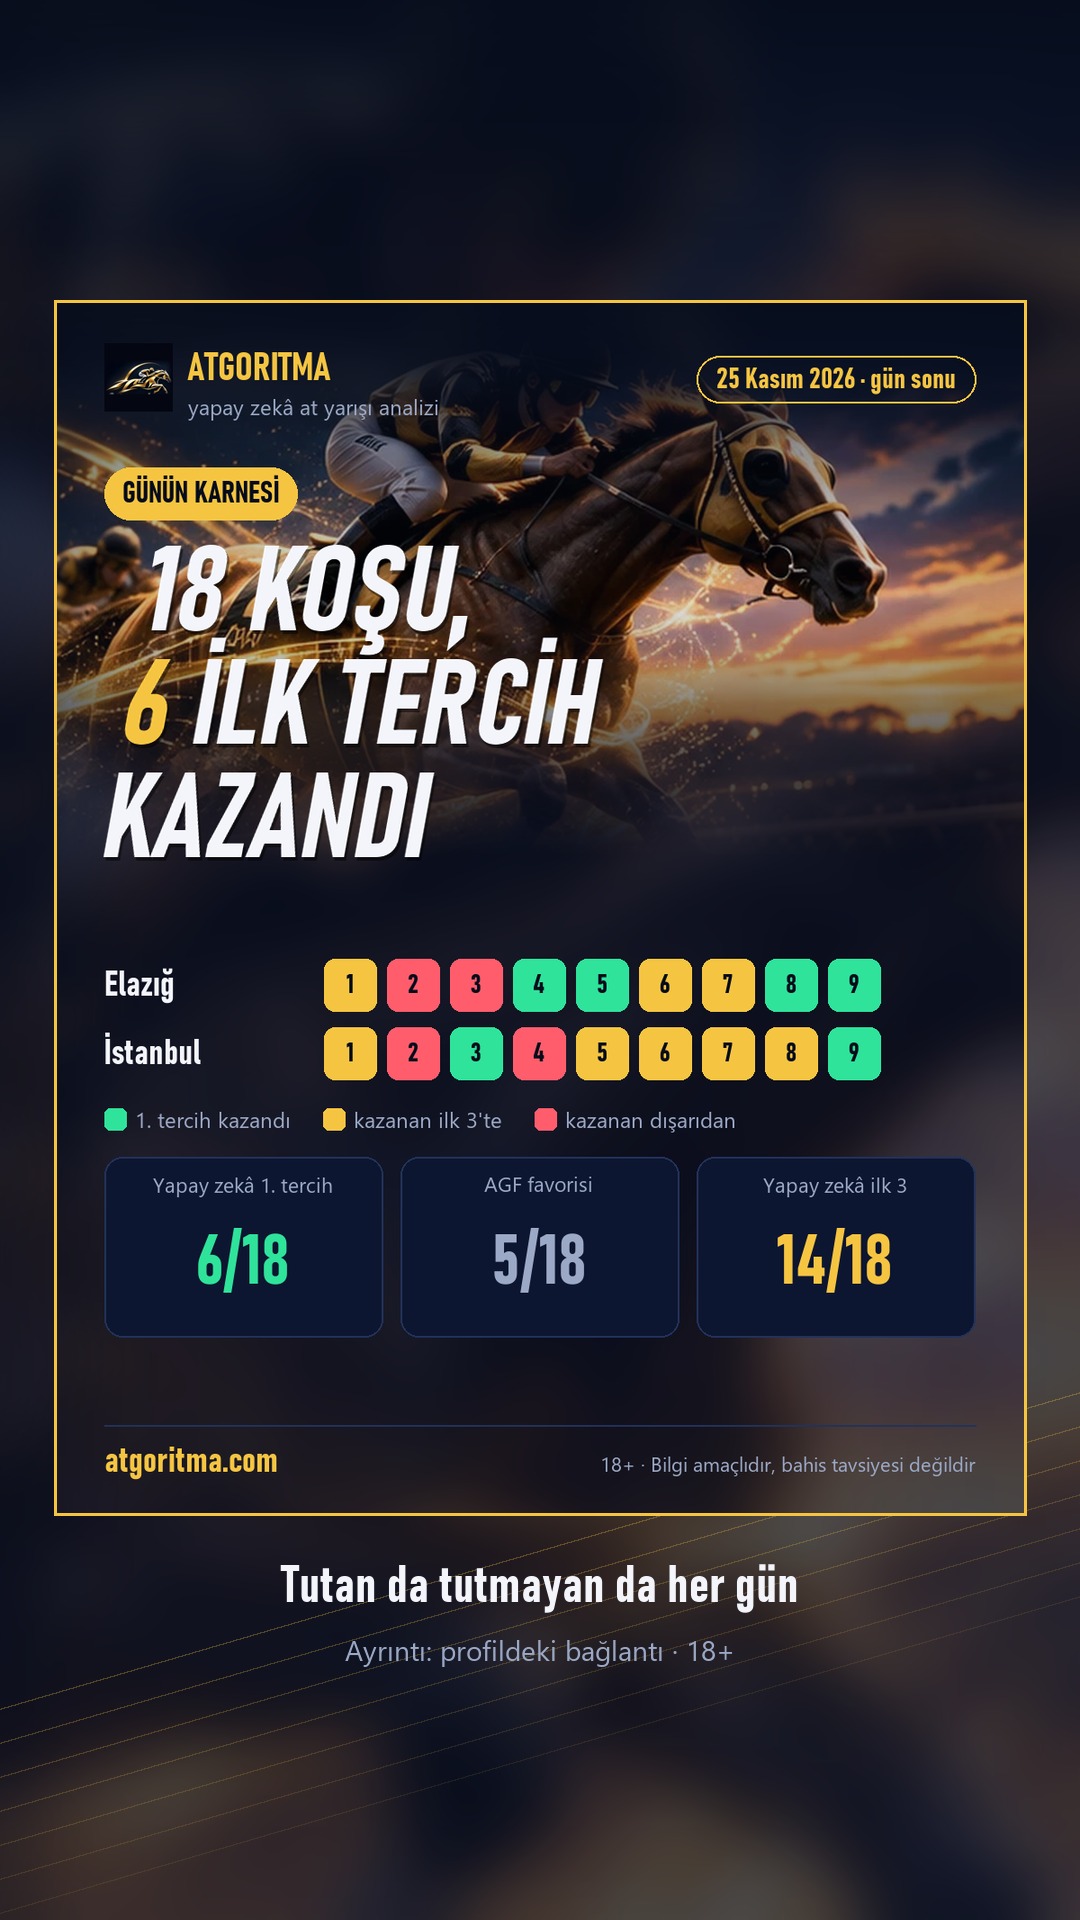 ATGORITMA
yapay zekâ at yarışı analizi
25 Kasım 2026 · gün sonu
GÜNÜN KARNESİ
18 KOŞU,
6 İLK TERCİH
KAZANDI
Elazığ 1 2 3 4 5 6 7 8 9
İstanbul 1 2 3 4 5 6 7 8 9
1. tercih kazandı kazanan ilk 3'te kazanan dışarıdan
Yapay zekâ 1. tercih
6/18
AGF favorisi
5/18
Yapay zekâ ilk 3
14/18
atgoritma.com
18+ · Bilgi amaçlıdır, bahis tavsiyesi değildir
Tutan da tutmayan da her gün
Ayrıntı: profildeki bağlantı · 18+